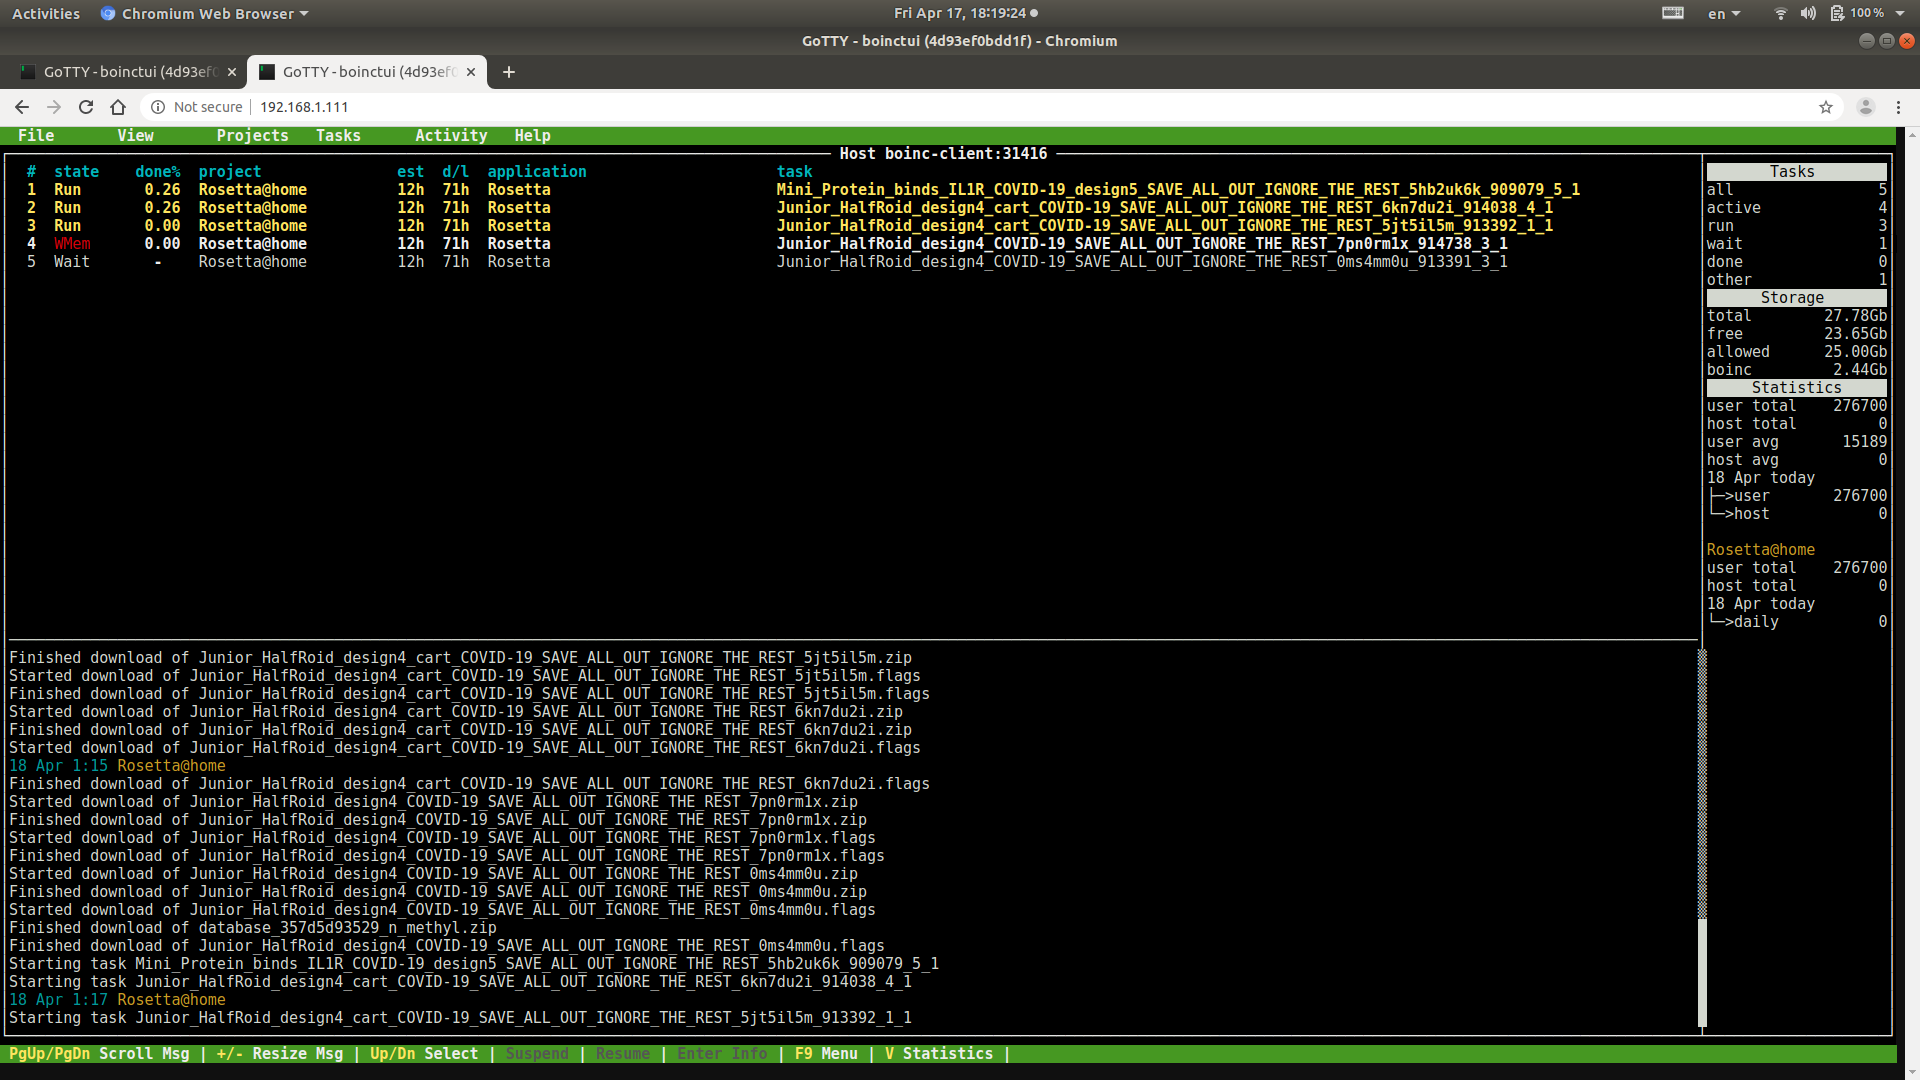 Activities Chromium Web Browser Fri Apr 17, 18:19:24 en 100%
GoTTY - boinctui (4d93ef0bdd1f) - Chromium
GoTTY - boinctui (4d93ef0 GoTTY - boinctui (4d93ef0
Not secure 192.168.1.111
File View Projects Tasks Activity Help
Host boinc-client:31416
# state done% project est d/l application task
1 Run 0.26 Rosetta@home 12h 71h Rosetta Mini_Protein_binds_IL1R_COVID-19_design5_SAVE_ALL_OUT_IGNORE_THE_REST_5hb2uk6k_909079_5_1
2 Run 0.26 Rosetta@home 12h 71h Rosetta Junior_HalfRoid_design4_cart_COVID-19_SAVE_ALL_OUT_IGNORE_THE_REST_6kn7du2i_914038_4_1
3 Run 0.00 Rosetta@home 12h 71h Rosetta Junior_HalfRoid_design4_cart_COVID-19_SAVE_ALL_OUT_IGNORE_THE_REST_5jt5il5m_913392_1_1
4 WMem 0.00 Rosetta@home 12h 71h Rosetta Junior_HalfRoid_design4_COVID-19_SAVE_ALL_OUT_IGNORE_THE_REST_7pn0rm1x_914738_3_1
5 Wait - Rosetta@home 12h 71h Rosetta Junior_HalfRoid_design4_COVID-19_SAVE_ALL_OUT_IGNORE_THE_REST_0ms4mm0u_913391_3_1
Tasks
all 5
active 4
run 3
wait 1
done 0
other 1
Storage
total 27.78Gb
free 23.65Gb
allowed 25.00Gb
boinc 2.44Gb
Statistics
user total 276700
host total 0
user avg 15189
host avg 0
18 Apr today
├─>user 276700
└─>host 0
Rosetta@home
user total 276700
host total 0
18 Apr today
└─>daily 0
Finished download of Junior_HalfRoid_design4_cart_COVID-19_SAVE_ALL_OUT_IGNORE_THE_REST_5jt5il5m.zip
Started download of Junior_HalfRoid_design4_cart_COVID-19_SAVE_ALL_OUT_IGNORE_THE_REST_5jt5il5m.flags
Finished download of Junior_HalfRoid_design4_cart_COVID-19_SAVE_ALL_OUT_IGNORE_THE_REST_5jt5il5m.flags
Started download of Junior_HalfRoid_design4_cart_COVID-19_SAVE_ALL_OUT_IGNORE_THE_REST_6kn7du2i.zip
Finished download of Junior_HalfRoid_design4_cart_COVID-19_SAVE_ALL_OUT_IGNORE_THE_REST_6kn7du2i.zip
Started download of Junior_HalfRoid_design4_cart_COVID-19_SAVE_ALL_OUT_IGNORE_THE_REST_6kn7du2i.flags
18 Apr 1:15 Rosetta@home
Finished download of Junior_HalfRoid_design4_cart_COVID-19_SAVE_ALL_OUT_IGNORE_THE_REST_6kn7du2i.flags
Started download of Junior_HalfRoid_design4_COVID-19_SAVE_ALL_OUT_IGNORE_THE_REST_7pn0rm1x.zip
Finished download of Junior_HalfRoid_design4_COVID-19_SAVE_ALL_OUT_IGNORE_THE_REST_7pn0rm1x.zip
Started download of Junior_HalfRoid_design4_COVID-19_SAVE_ALL_OUT_IGNORE_THE_REST_7pn0rm1x.flags
Finished download of Junior_HalfRoid_design4_COVID-19_SAVE_ALL_OUT_IGNORE_THE_REST_7pn0rm1x.flags
Started download of Junior_HalfRoid_design4_COVID-19_SAVE_ALL_OUT_IGNORE_THE_REST_0ms4mm0u.zip
Finished download of Junior_HalfRoid_design4_COVID-19_SAVE_ALL_OUT_IGNORE_THE_REST_0ms4mm0u.zip
Started download of Junior_HalfRoid_design4_COVID-19_SAVE_ALL_OUT_IGNORE_THE_REST_0ms4mm0u.flags
Finished download of database_357d5d93529_n_methyl.zip
Finished download of Junior_HalfRoid_design4_COVID-19_SAVE_ALL_OUT_IGNORE_THE_REST_0ms4mm0u.flags
Starting task Mini_Protein_binds_IL1R_COVID-19_design5_SAVE_ALL_OUT_IGNORE_THE_REST_5hb2uk6k_909079_5_1
Starting task Junior_HalfRoid_design4_cart_COVID-19_SAVE_ALL_OUT_IGNORE_THE_REST_6kn7du2i_914038_4_1
18 Apr 1:17 Rosetta@home
Starting task Junior_HalfRoid_design4_cart_COVID-19_SAVE_ALL_OUT_IGNORE_THE_REST_5jt5il5m_913392_1_1
PgUp/PgDn Scroll Msg | +/- Resize Msg | Up/Dn Select | Suspend | Resume | Enter Info | F9 Menu | V Statistics |